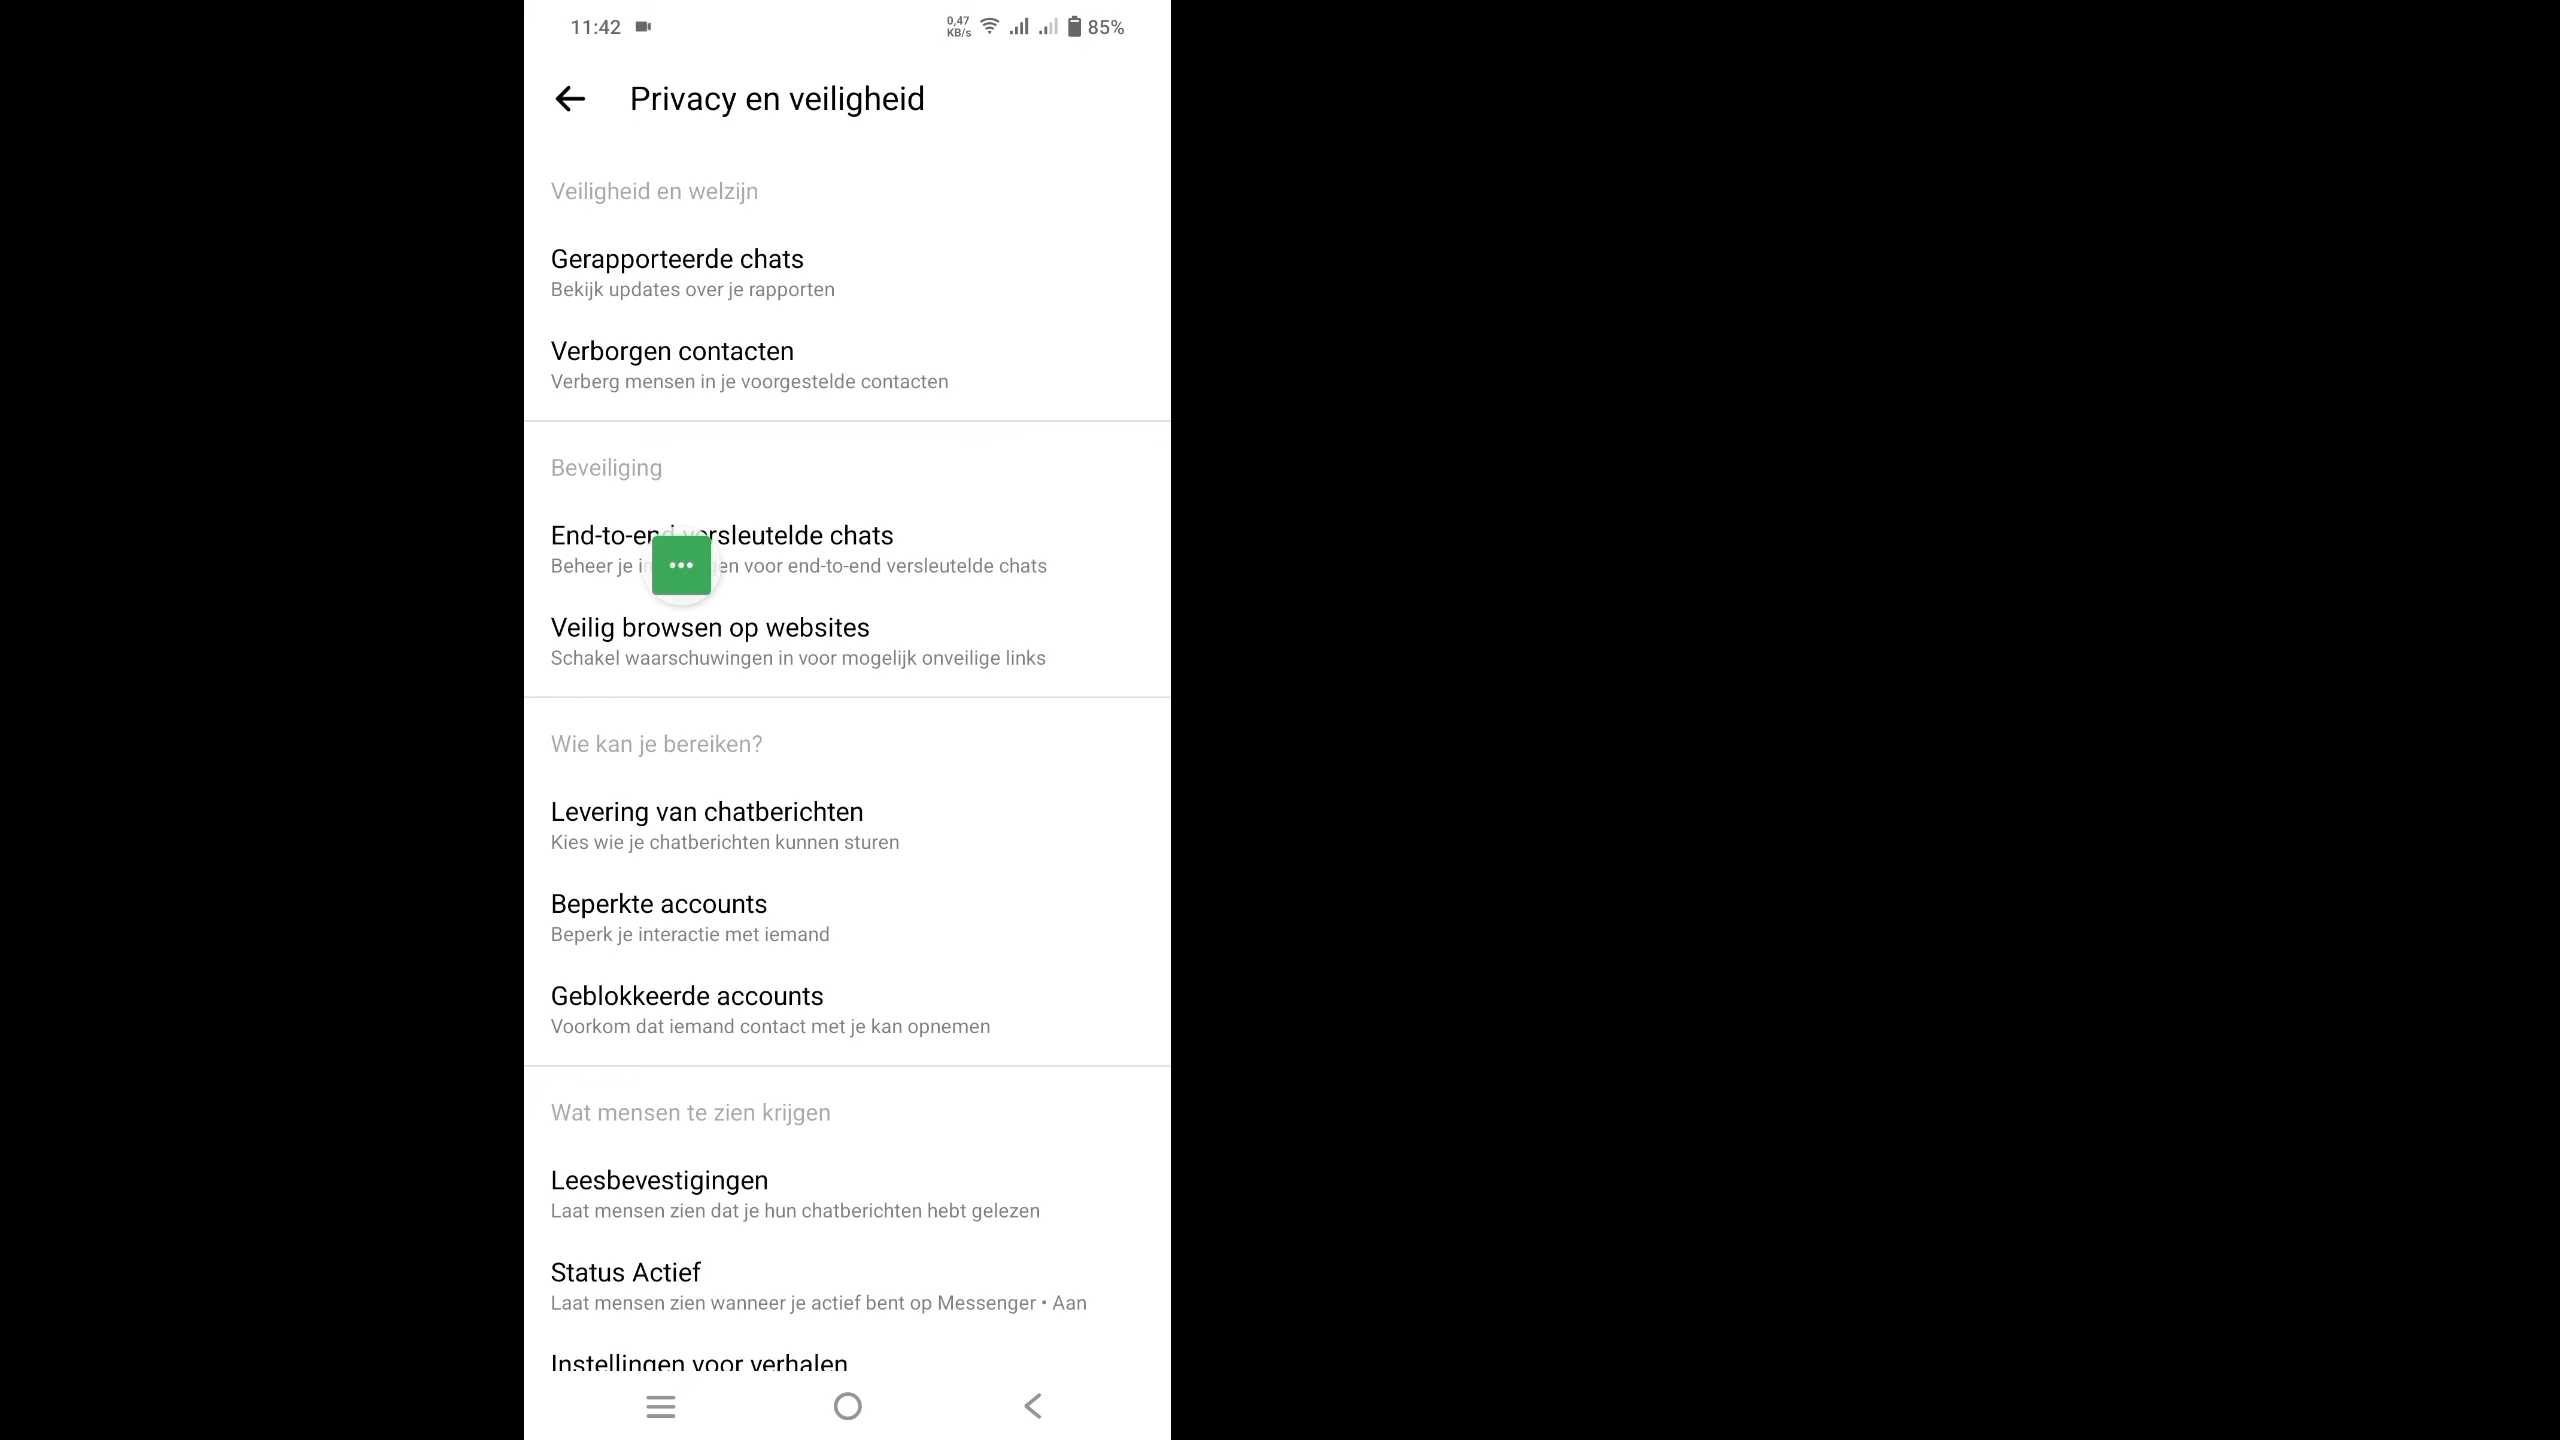 11:42
0,47
KB/s
85%
Privacy en veiligheid
Veiligheid en welzijn
Gerapporteerde chats
Bekijk updates over je rapporten
Verborgen contacten
Verberg mensen in je voorgestelde contacten
Beveiliging
End-to-end versleutelde chats
Beheer je en voor end-to-end versleutelde chats
Veilig browsen op websites
Schakel waarschuwingen in voor mogelijk onveilige links
Wie kan je bereiken?
Levering van chatberichten
Kies wie je chatberichten kunnen sturen
Beperkte accounts
Beperk je interactie met iemand
Geblokkeerde accounts
Voorkom dat iemand contact met je kan opnemen
Wat mensen te zien krijgen
Leesbevestigingen
Laat mensen zien dat je hun chatberichten hebt gelezen
Status Actief
Laat mensen zien wanneer je actief bent op Messenger • Aan
Instellingen voor verhalen